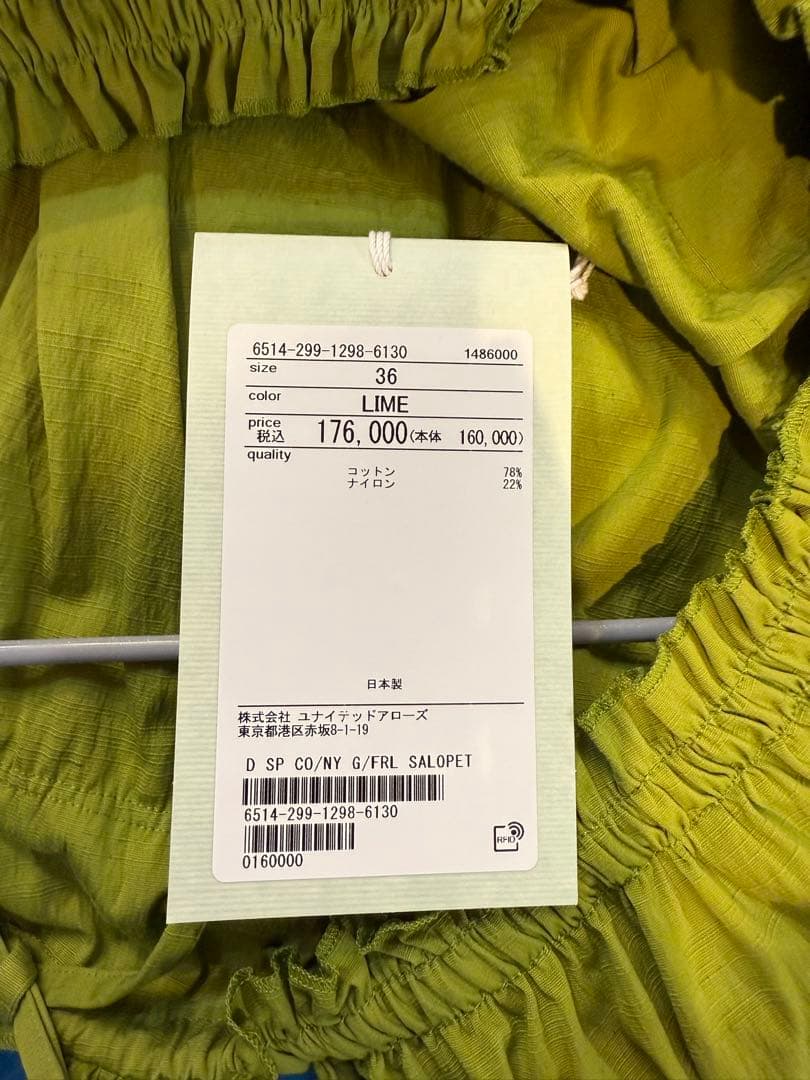 6514-299-1298-6130 1486000
size 36
color LIME
price 税込 176,000(本体 160,000)
quality
コットン 78%
ナイロン 22%
日本製
株式会社 ユナイテッドアローズ
東京都港区赤坂8-1-19
D SP CO/NY G/FRL SALOPET
6514-299-1298-6130
RFID
0160000